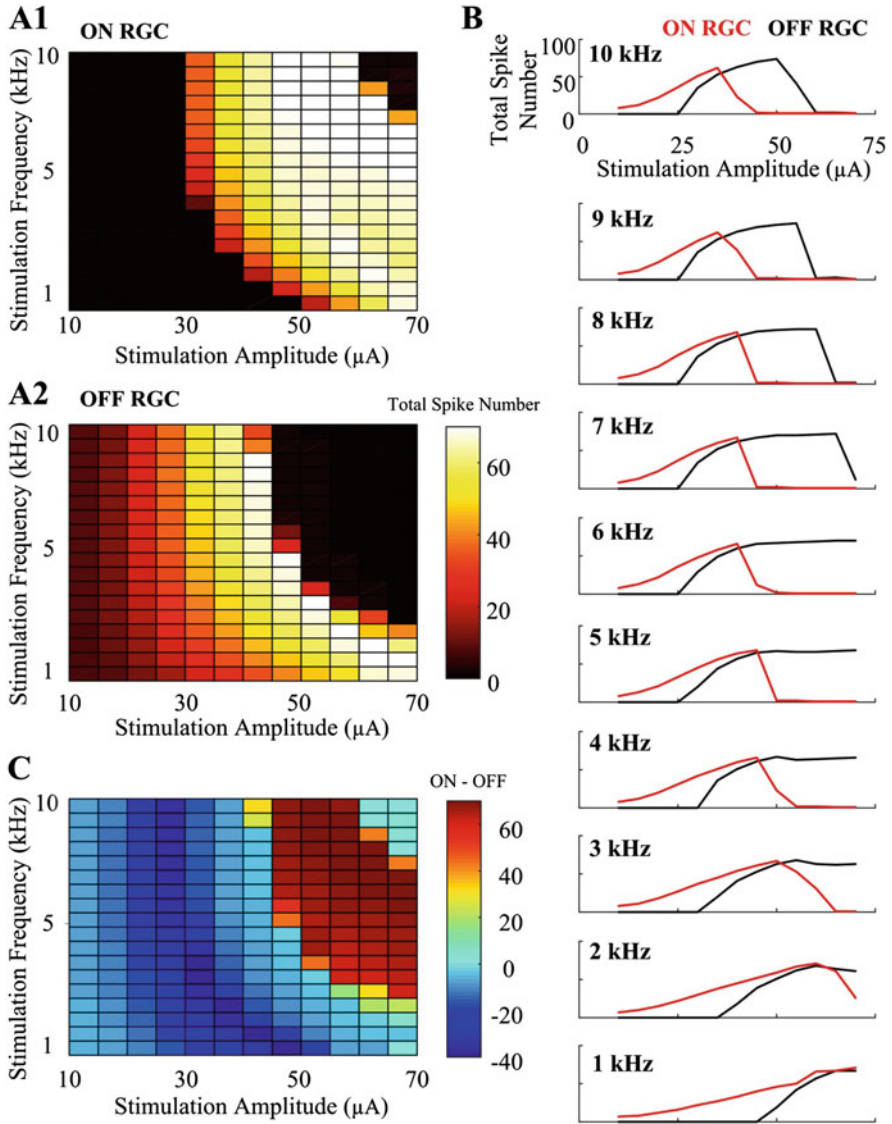 A1
ON RGC
Stimulation Frequency (kHz)
10
5
1
10 30 50 70
Stimulation Amplitude (µA)
A2
OFF RGC
Total Spike Number
Stimulation Frequency (kHz)
10
5
1
10 30 50 70
Stimulation Amplitude (µA)
60
40
20
0
C
ON - OFF
Stimulation Frequency (kHz)
10
5
1
10 30 50 70
Stimulation Amplitude (µA)
60
40
20
0
-20
-40
B
ON RGC OFF RGC
Total Spike
Number
100
50
0
10 kHz
0 25 50 75
Stimulation Amplitude (µA)
9 kHz
8 kHz
7 kHz
6 kHz
5 kHz
4 kHz
3 kHz
2 kHz
1 kHz